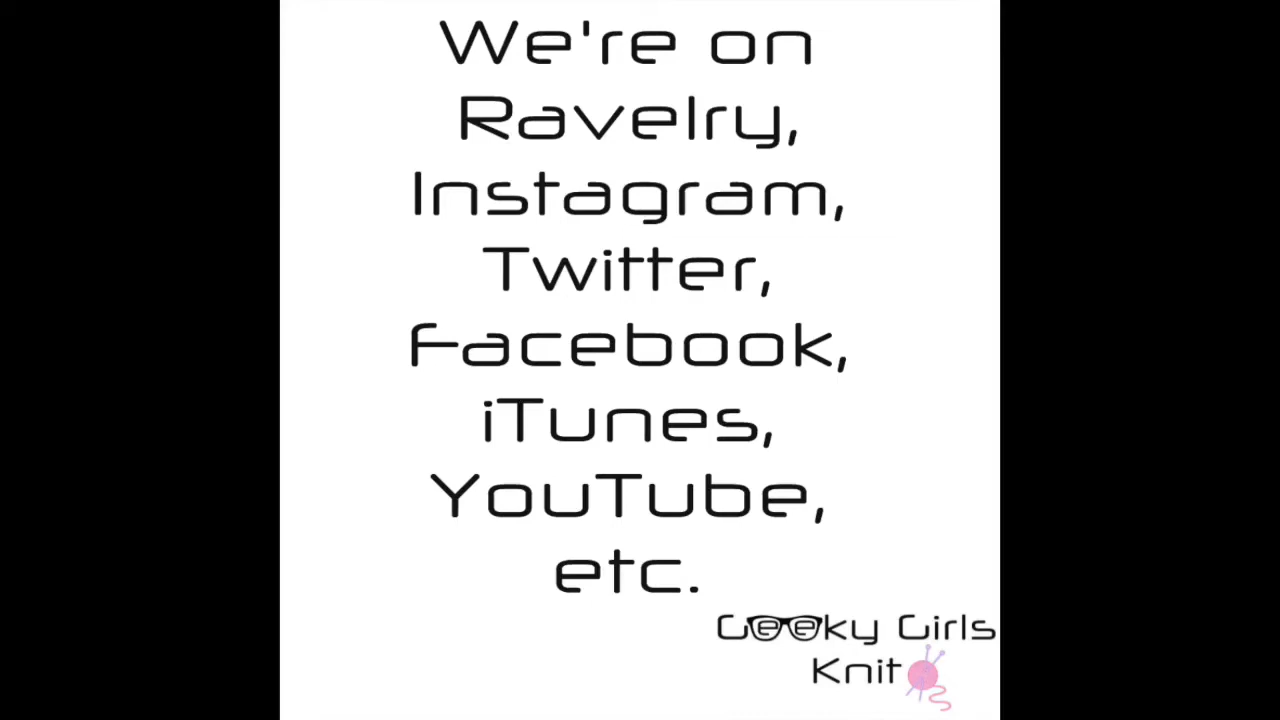 We're on
Ravelry,
Instagram,
Twitter,
Facebook,
iTunes,
YouTube,
etc.
Geeky Girls
Knit